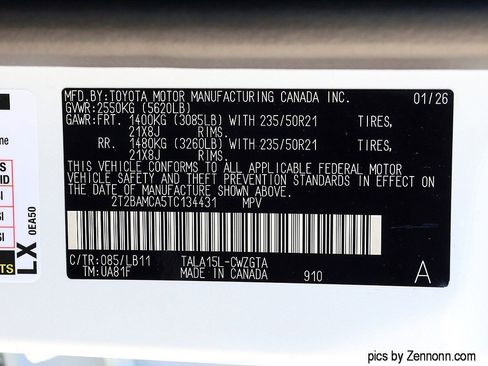 MFD.BY:TOYOTA MOTOR MANUFACTURING CANADA INC. 01/26
GVWR:2550KG (5620LB)
GAWR:FRT. 1400KG (3085LB) WITH 235/50R21 TIRES,
21X8J RIMS.
RR. 1480KG (3260LB) WITH 235/50R21 TIRES,
21X8J RIMS.
THIS VEHICLE CONFORMS TO ALL APPLICABLE FEDERAL MOTOR
VEHICLE SAFETY AND THEFT PREVENTION STANDARDS IN EFFECT
ON THE DATE OF MANUFACTURE SHOWN ABOVE.
2T2BAMCA5TC134431 MPV
C/TR:085/LB11 TALA15L-CWZGTA
TM:UA81F MADE IN CANADA 910 A
LX 0EA50
pics by Zennonn.com